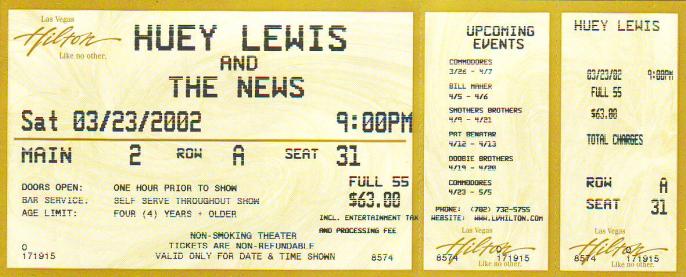 Las Vegas
Hilton
Like no other.
HUEY LEWIS
AND
THE NEWS
Sat 03/23/2002 9:00PM
MAIN 2 ROW A SEAT 31
FULL 55
$63.00
DOORS OPEN: ONE HOUR PRIOR TO SHOW
BAR SERVICE: SELF SERVE THROUGHOUT SHOW
AGE LIMIT: FOUR (4) YEARS + OLDER
INCL. ENTERTAINMENT TAX
AND PROCESSING FEE
NON-SMOKING THEATER
TICKETS ARE NON-REFUNDABLE
VALID ONLY FOR DATE & TIME SHOWN
0
171915 8574
UPCOMING
EVENTS
COMMODORES
3/26 - 4/7
BILL MAHER
4/5 - 4/6
SMOTHERS BROTHERS
4/9 - 4/21
PAT BENATAR
4/12 - 4/13
DOOBIE BROTHERS
4/19 - 4/20
COMMODORES
4/23 - 5/5
PHONE: (702) 732-5755
WEBSITE: WWW.LVHILTON.COM
Las Vegas
Hilton
Like no other.
8574 171915
HUEY LEWIS
03/23/02 9:00PM
FULL 55
$63.00
TOTAL CHARGES
ROW A
SEAT 31
Las Vegas
Hilton
Like no other.
8574 171915